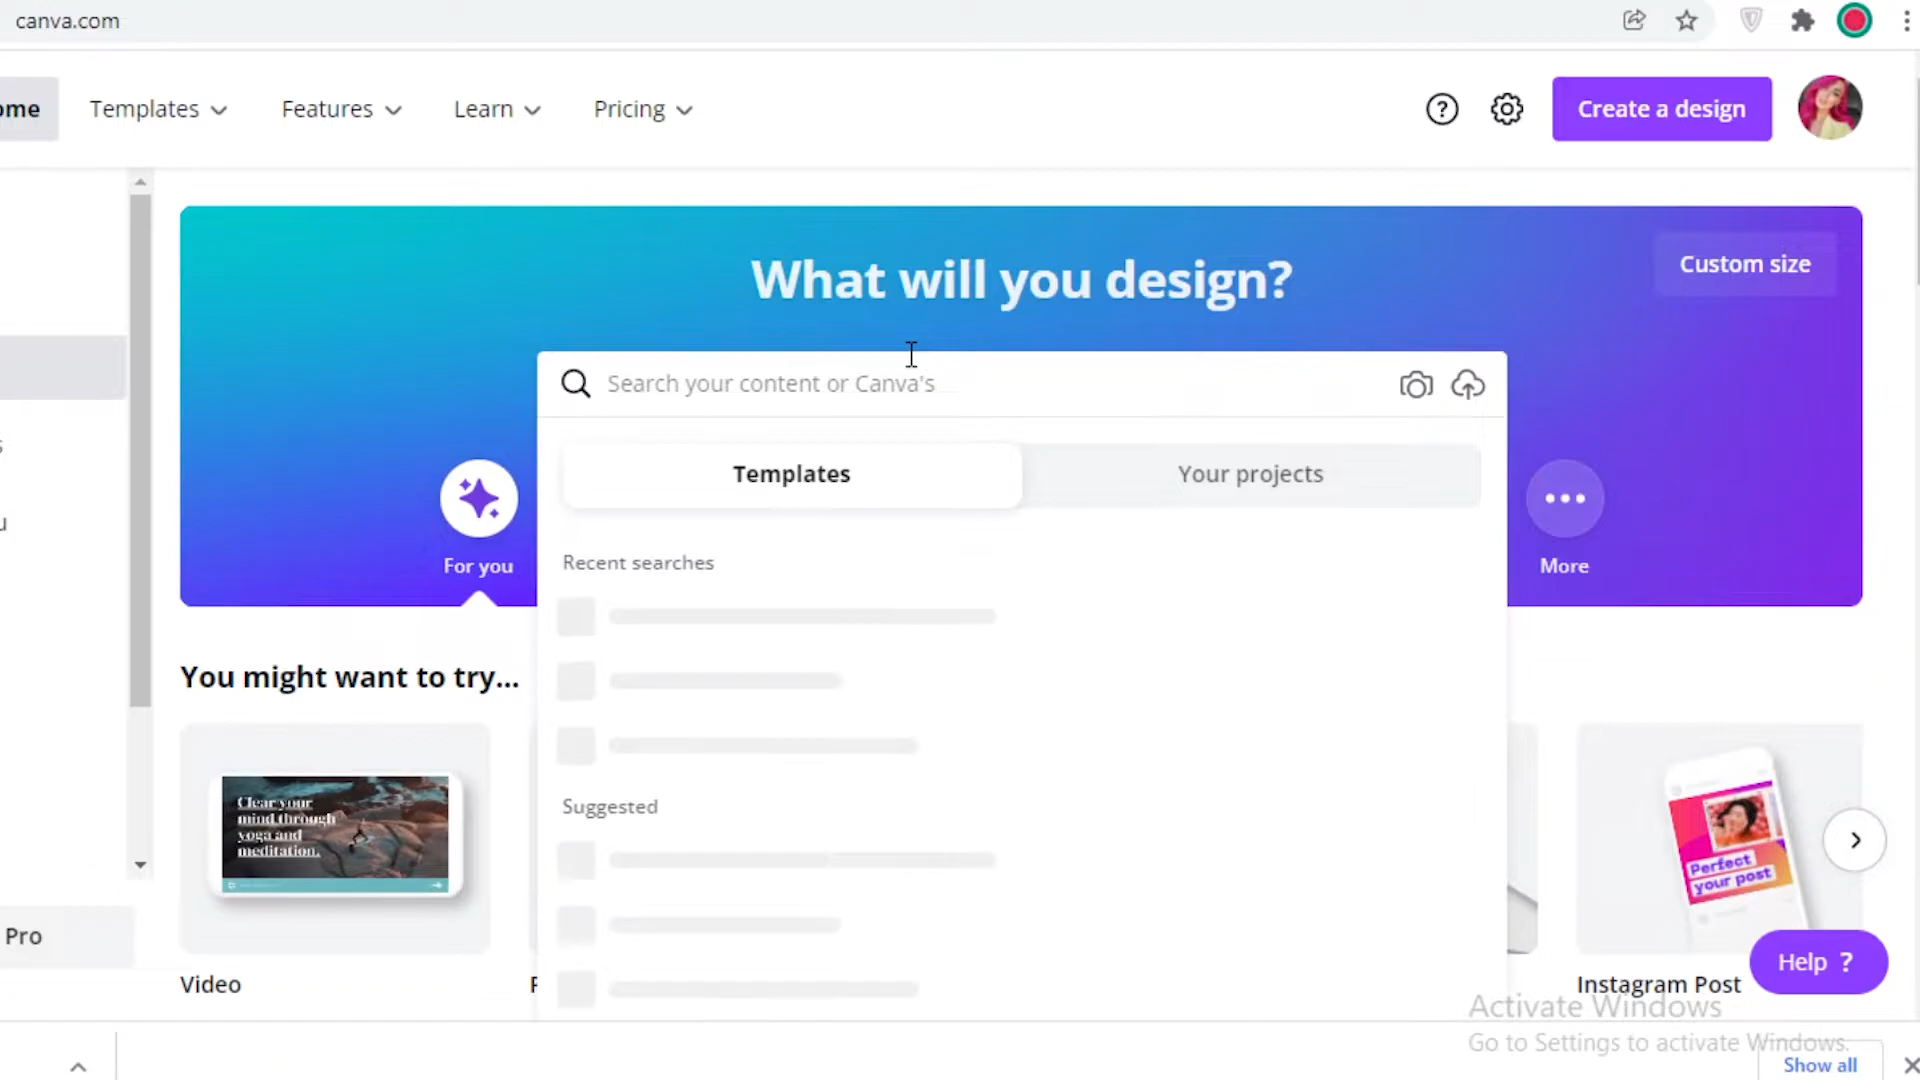 canva.com
ome
Templates
Features
Learn
Pricing
Create a design
What will you design?
Custom size
Search your content or Canva's
Templates
Your projects
For you
More
Recent searches
You might want to try...
Suggested
Clear your
mind through
yoga and
meditation.
Perfect
your post
Pro
Help ?
Video
Instagram Post
Activate Windows
Go to Settings to activate Windows.
Show all